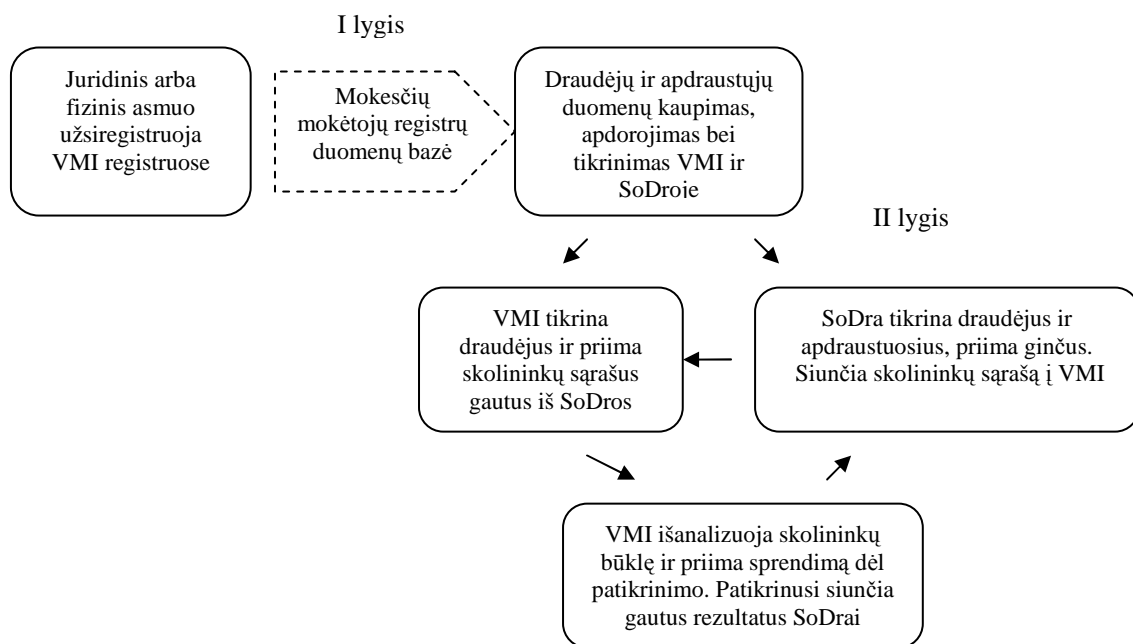 I lygis
Juridinis arba
fizinis asmuo
užsiregistruoja
VMI registruose
Mokesčių
mokėtojų registrų
duomenų bazė
Draudėjų ir apdraustųjų
duomenų kaupimas,
apdorojimas bei
tikrinimas VMI ir
SoDroje
II lygis
VMI tikrina
draudėjus ir priima
skolininkų sąrašus
gautus iš SoDros
SoDra tikrina draudėjus ir
apdraustuosius, priima ginčus.
Siunčia skolininkų sąrašą į VMI
VMI išanalizuoja skolininkų
būklę ir priima sprendimą dėl
patikrinimo. Patikrinusi siunčia
gautus rezultatus SoDrai